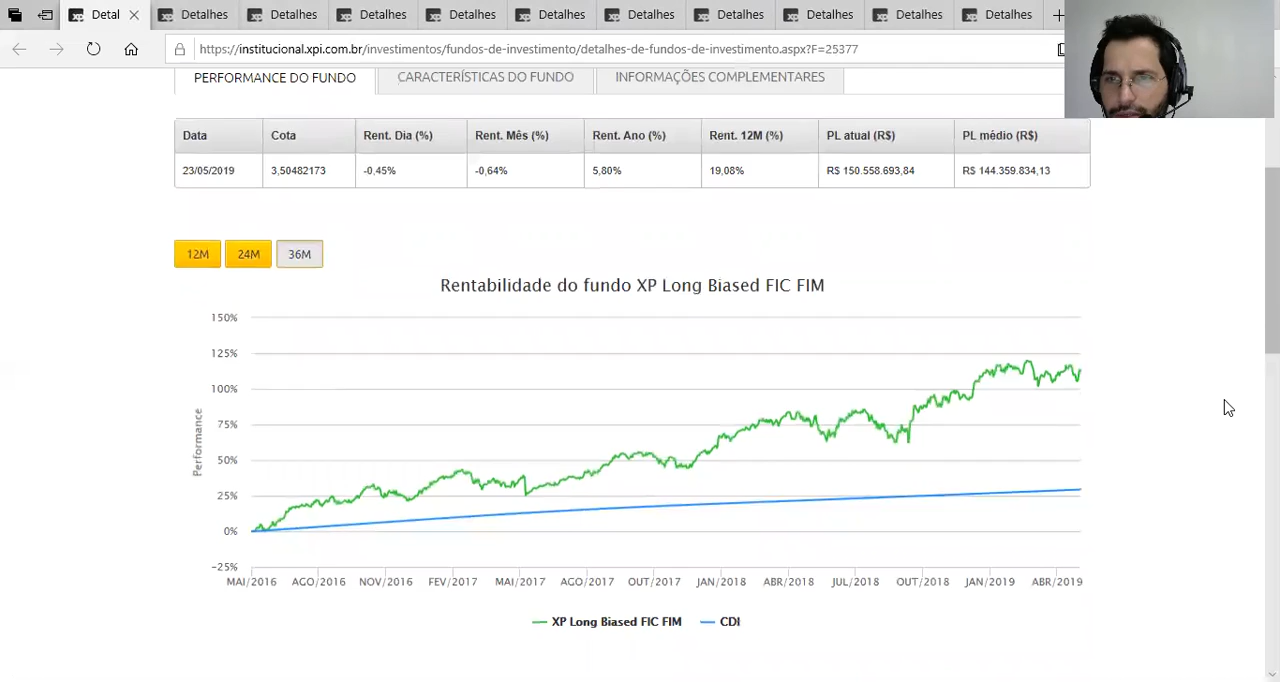 Detal Detalhes Detalhes Detalhes Detalhes Detalhes Detalhes Detalhes Detalhes Detalhes Detalhes
https://institucional.xpi.com.br/investimentos/fundos-de-investimento/detalhes-de-fundos-de-investimento.aspx?F=25377
PERFORMANCE DO FUNDO CARACTERÍSTICAS DO FUNDO INFORMAÇÕES COMPLEMENTARES
Data Cota Rent. Dia (%) Rent. Mês (%) Rent. Ano (%) Rent. 12M (%) PL atual (R$) PL médio (R$)
23/05/2019 3,50482173 -0,45% -0,64% 5,80% 19,08% R$ 150.558.693,84 R$ 144.359.834,13
12M 24M 36M
Rentabilidade do fundo XP Long Biased FIC FIM
150%
125%
100%
75%
50%
25%
0%
-25%
Performance
MAI/2016 AGO/2016 NOV/2016 FEV/2017 MAI/2017 AGO/2017 OUT/2017 JAN/2018 ABR/2018 JUL/2018 OUT/2018 JAN/2019 ABR/2019
XP Long Biased FIC FIM CDI